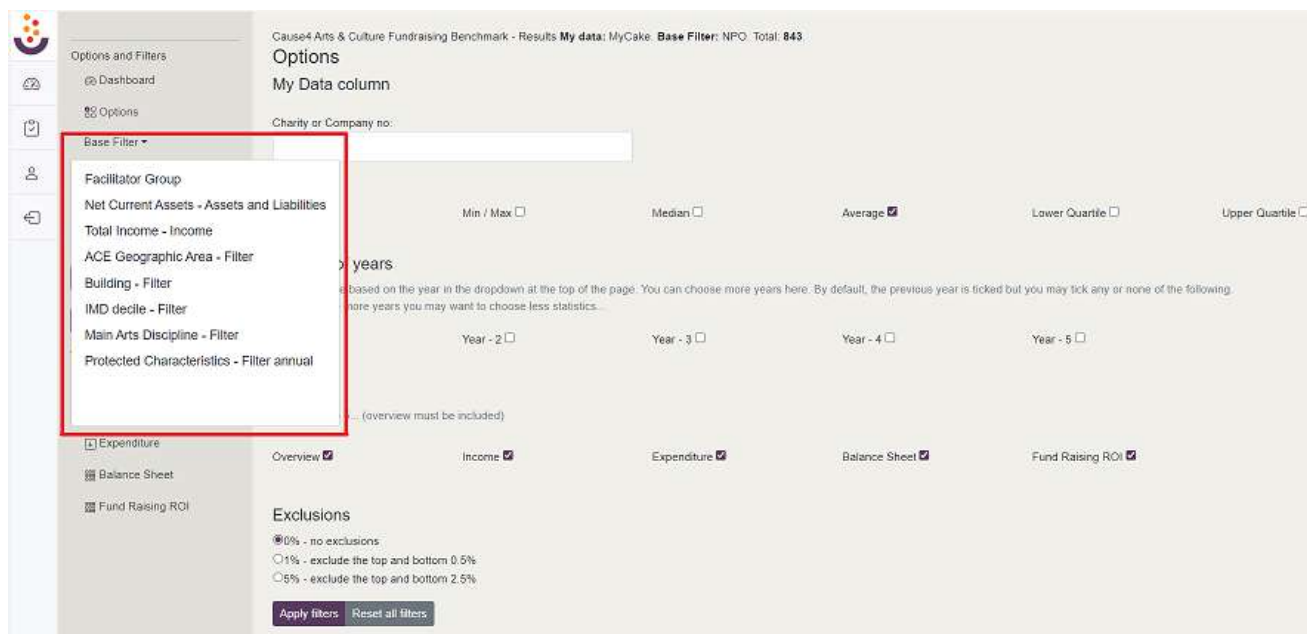 Cause4 Arts & Culture Fundraising Benchmark - Results My data: MyCake. Base Filter: NPO. Total: 843.
Options and Filters
Options
Dashboard
My Data column
Options
Charity or Company no:
Base Filter
Facilitator Group
Net Current Assets - Assets and Liabilities
Total Income - Income
ACE Geographic Area - Filter
Building - Filter
IMD decile - Filter
Main Arts Discipline - Filter
Protected Characteristics - Filter annual
Min / Max
Median
Average
Lower Quartile
Upper Quartile
years
based on the year in the dropdown at the top of the page. You can choose more years here. By default, the previous year is ticked but you may tick any or none of the following.
more years you may want to choose less statistics...
Year - 2
Year - 3
Year - 4
Year - 5
... (overview must be included)
Expenditure
Balance Sheet
Fund Raising ROI
Overview
Income
Expenditure
Balance Sheet
Fund Raising ROI
Exclusions
0% - no exclusions
1% - exclude the top and bottom 0.5%
5% - exclude the top and bottom 2.5%
Apply filters
Reset all filters